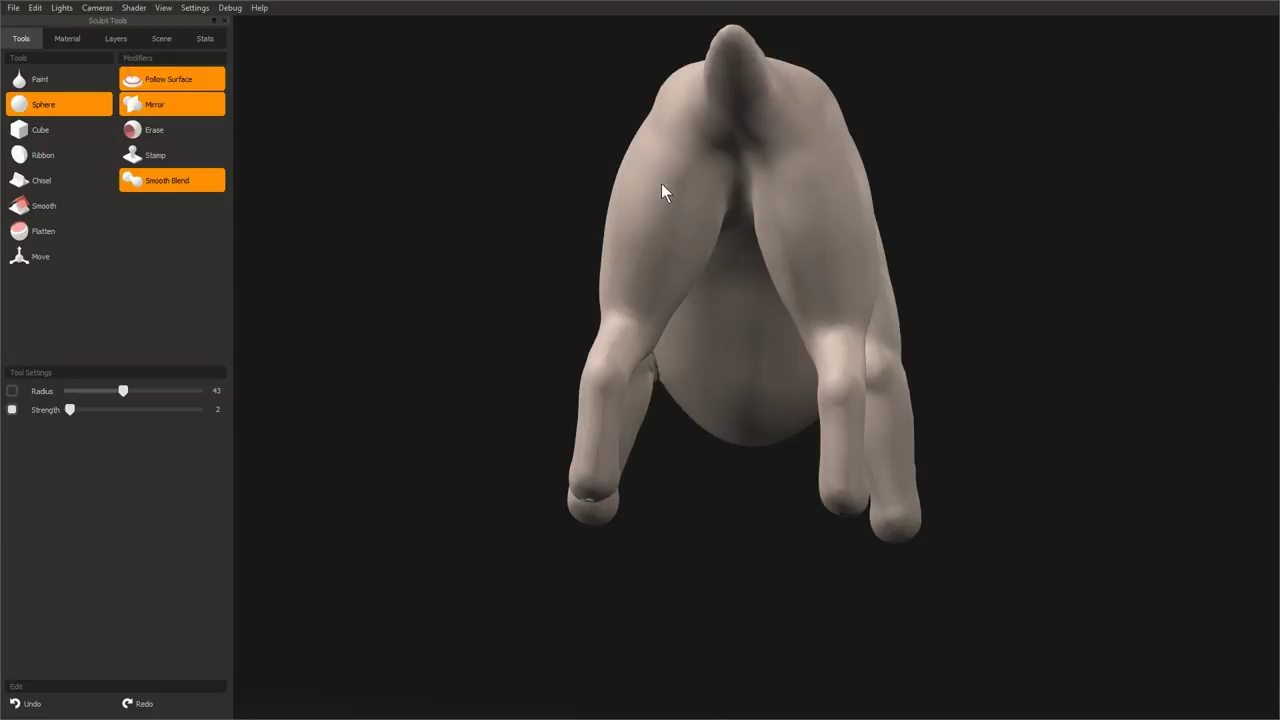 File Edit Lights Cameras Shader View Settings Debug Help
Sculpt Tools
Tools Material Layers Scene Stats
Tools Modifiers
Paint Follow Surface
Sphere Mirror
Cube Erase
Ribbon Stamp
Chisel Smooth Blend
Smooth
Flatten
Move
Tool Settings
Radius 43
Strength 2
Edit
Undo Redo